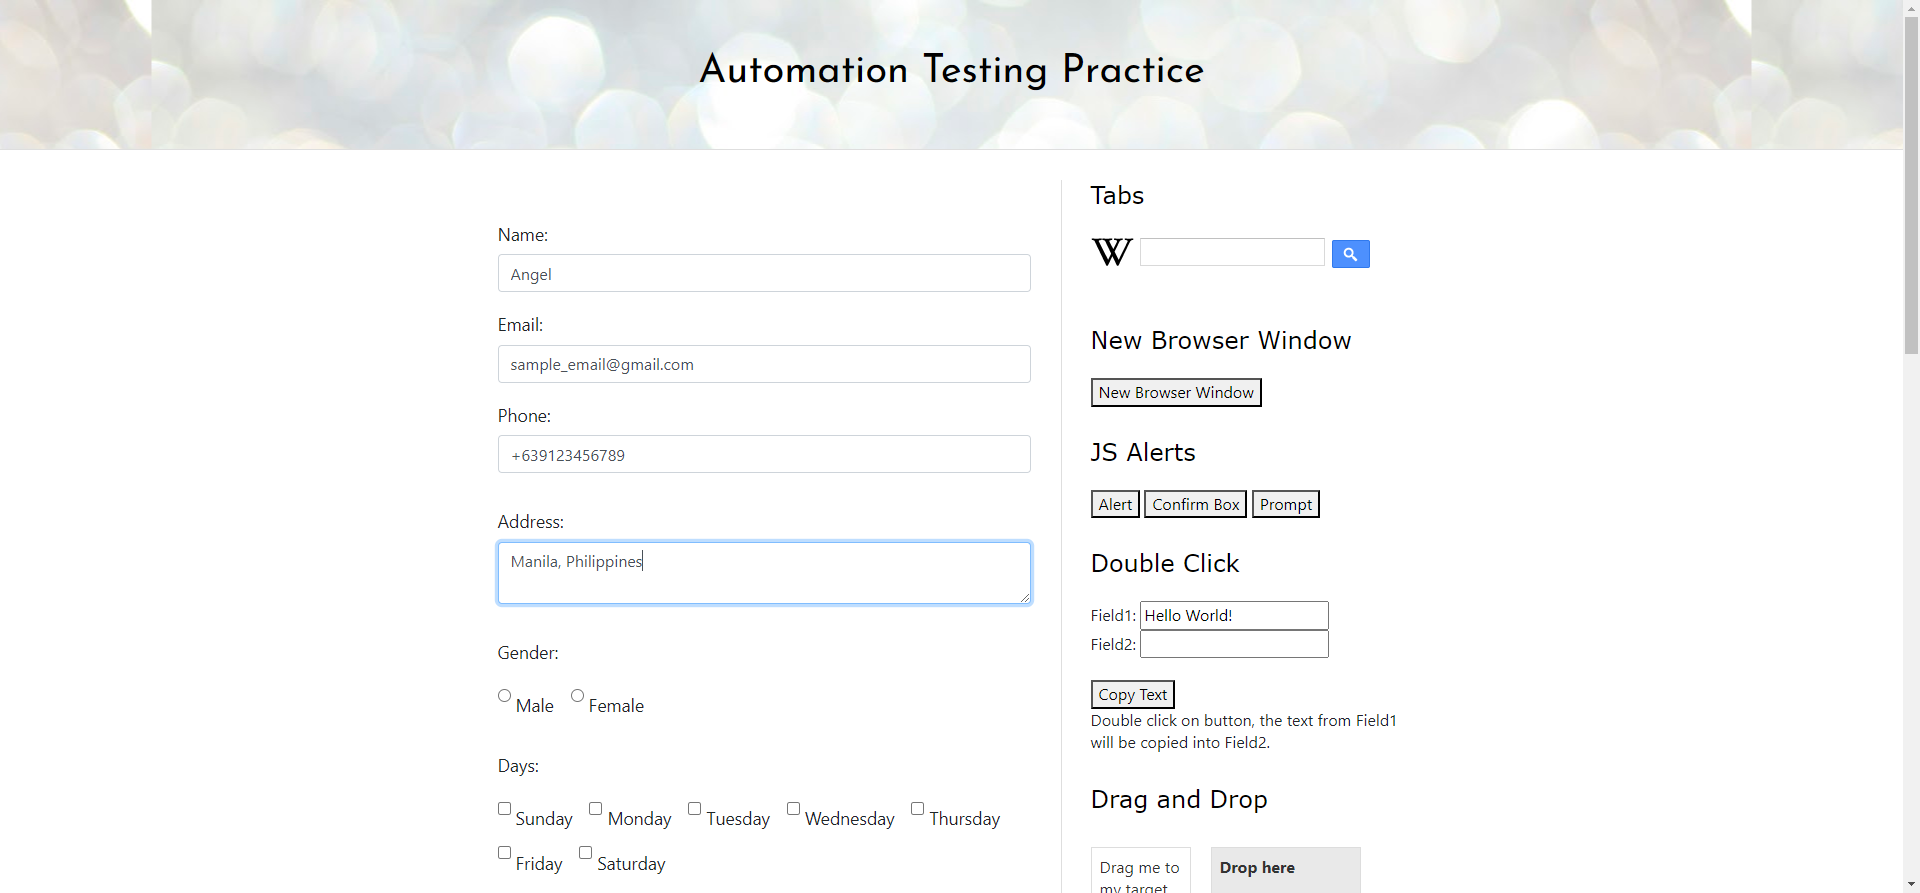 Automation Testing Practice
Name:
Angel
Email:
sample_email@gmail.com
Phone:
+639123456789
Address:
Manila, Philippines
Gender:
Male Female
Days:
Sunday Monday Tuesday Wednesday Thursday
Friday Saturday
Tabs
W
New Browser Window
New Browser Window
JS Alerts
Alert Confirm Box Prompt
Double Click
Field1: Hello World!
Field2:
Copy Text
Double click on button, the text from Field1
will be copied into Field2.
Drag and Drop
Drag me to
my target
Drop here